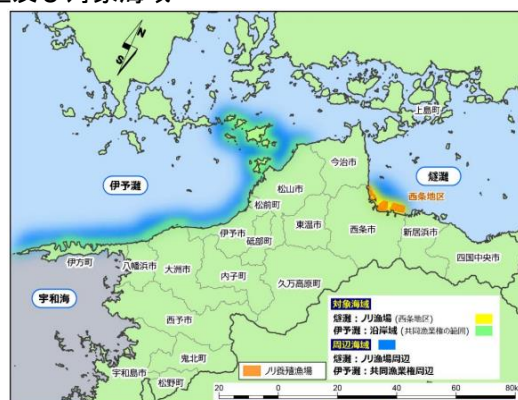 N
S
上島町
今治市
燧灘
西条地区
伊予灘
松山市
松前町
東温市
西条市
新居浜市
伊予市
砥部町
四国中央市
伊方町
八幡浜市
大洲市
内子町
久万高原町
宇和海
西予市
鬼北町
宇和島市
松野町
対象海域
燧灘:ノリ漁場 (西条地区)
伊予灘:沿岸域 (共同漁業権の範囲)
周辺海域
燧灘:ノリ漁場周辺
伊予灘:共同漁業権周辺
ノリ養殖漁場
20 0 20 40 60 80k